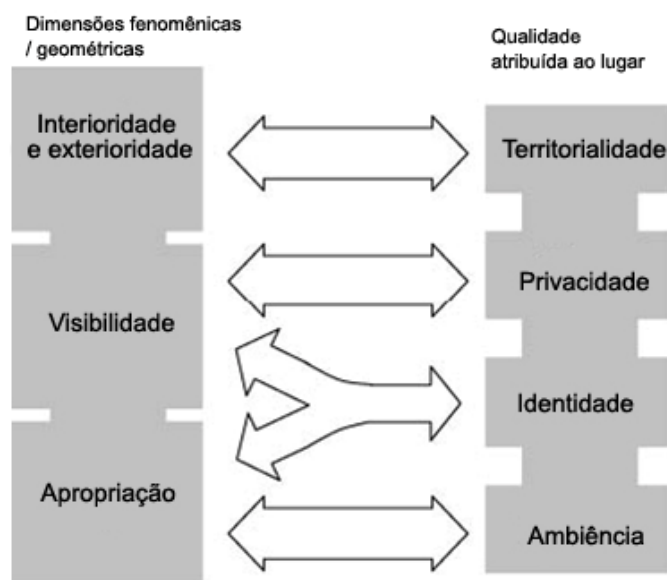 Dimensões fenomênicas
/ geométricas
Qualidade
atribuída ao lugar
Interioridade
e exterioridade
Territorialidade
Visibilidade
Privacidade
Identidade
Apropriação
Ambiência